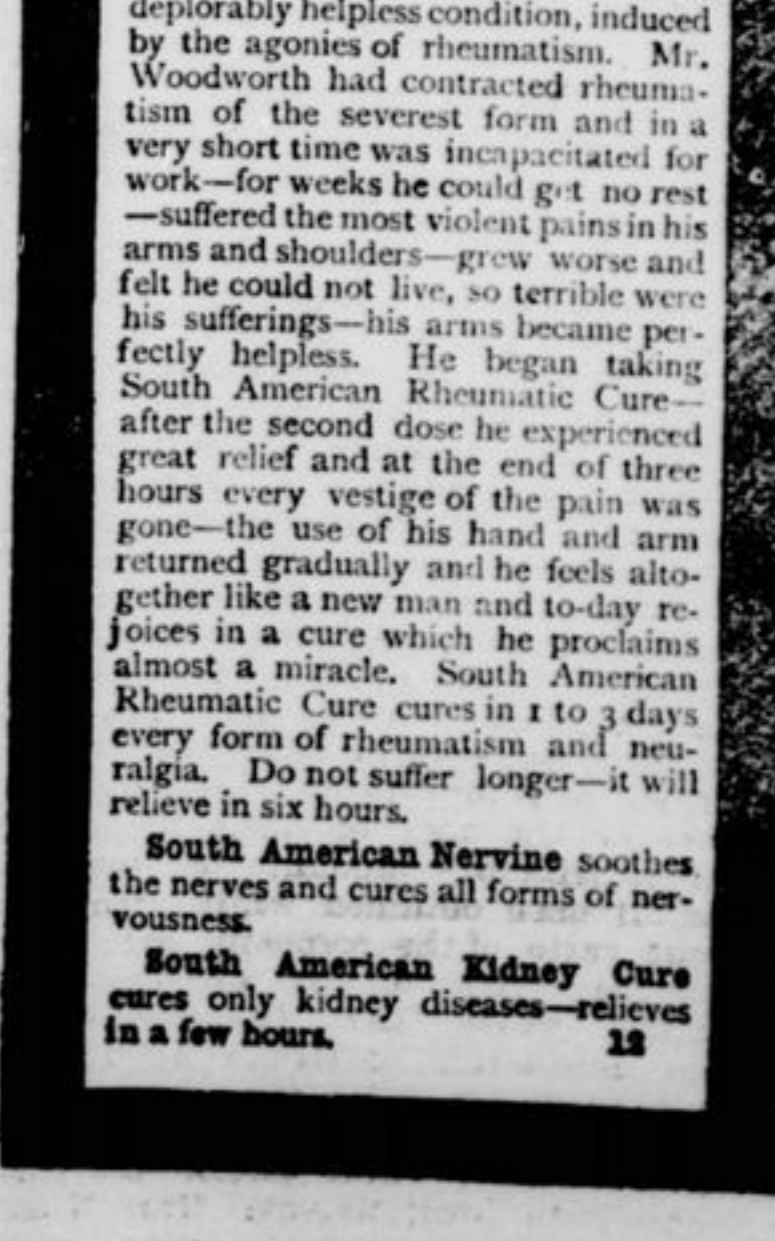 deplorably helpless condition, induced
by the agonies of rheumatism. Mr.
Woodworth had contracted rheuma-
tism of the severest form and in a
very short time was incapacitated for
work—for weeks he could get no rest
—suffered the most violent pains in his
arms and shoulders—grew worse and
felt he could not live, so terrible were
his sufferings—his arms became per-
fectly helpless. He began taking
South American Rheumatic Cure—
after the second dose he experienced
great relief and at the end of three
hours every vestige of the pain was
gone—the use of his hand and arm
returned gradually and he feels alto-
gether like a new man and to-day re-
joices in a cure which he proclaims
almost a miracle. South American
Rheumatic Cure cures in 1 to 3 days
every form of rheumatism and neu-
ralgia. Do not suffer longer—it will
relieve in six hours.
South American Nervine soothes
the nerves and cures all forms of ner-
vousness.
South American Kidney Cure
cures only kidney diseases—relieves
in a few hours. 12